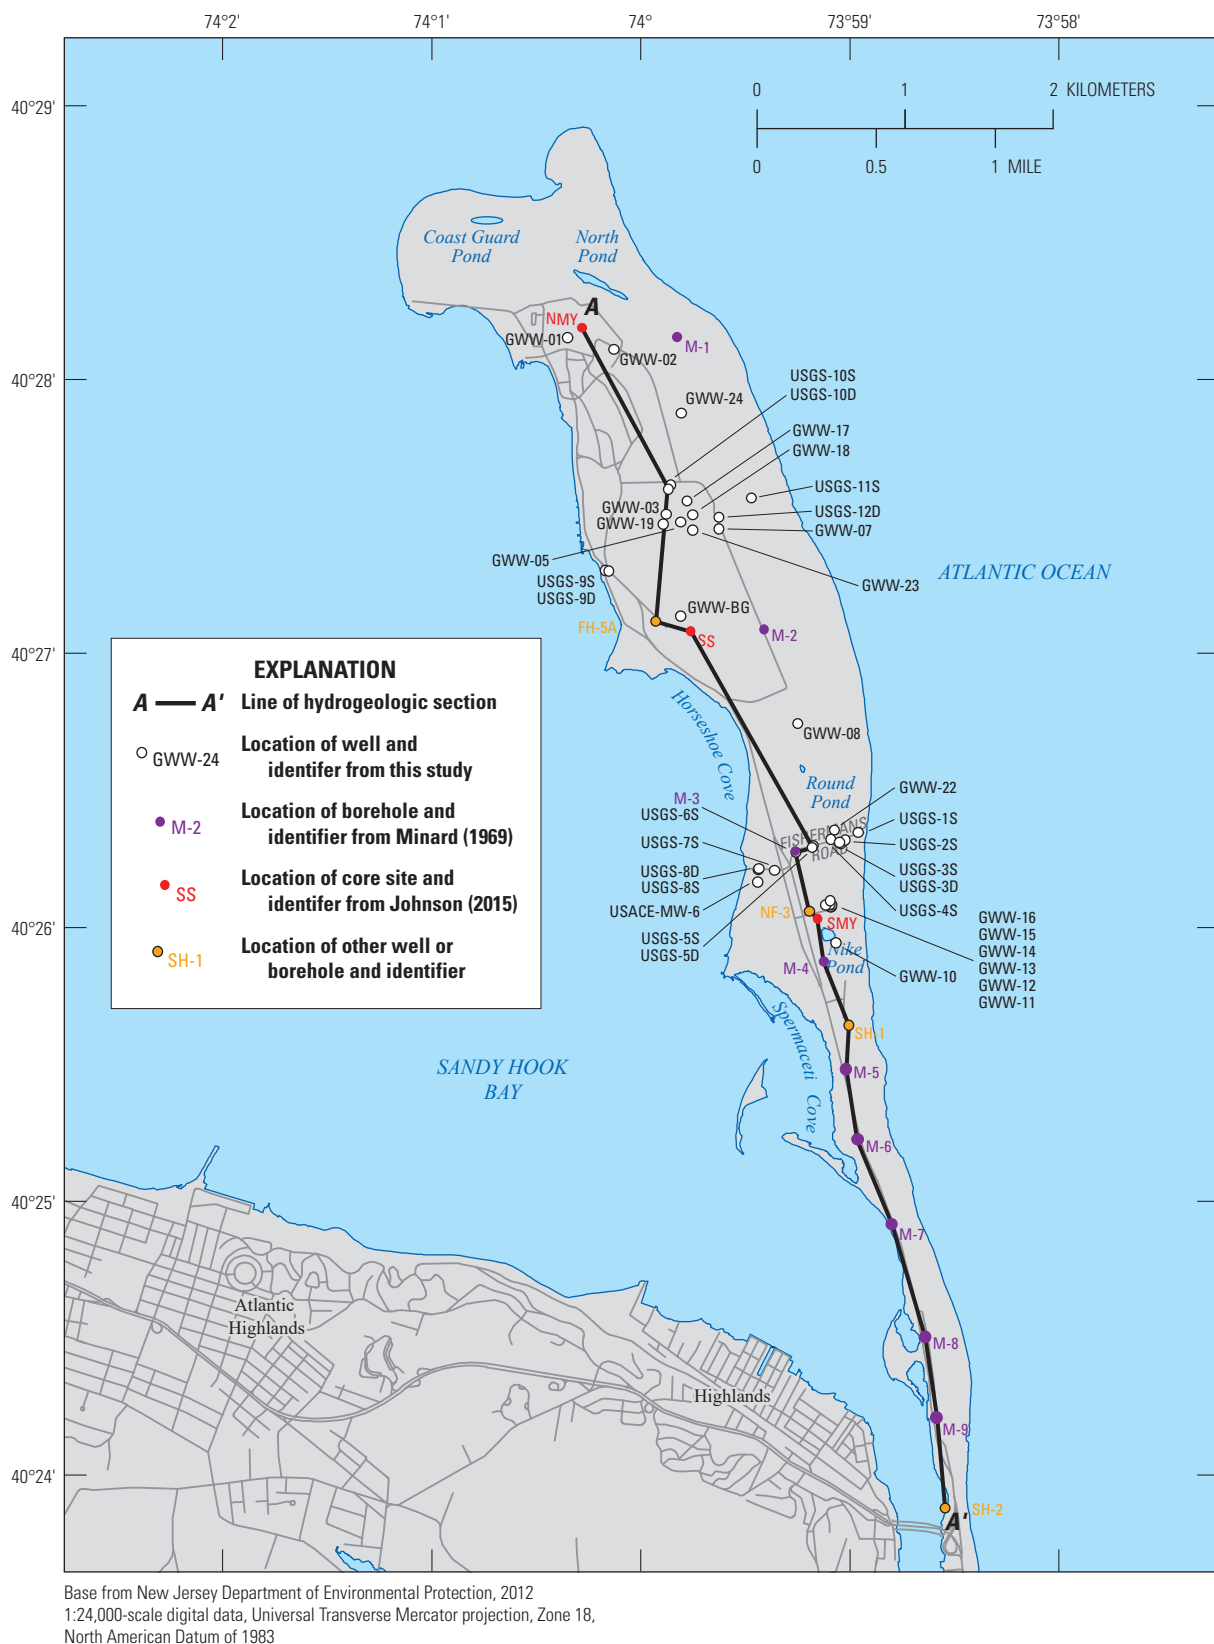 74°2'
74°1'
74°
73°59'
73°58'
40°29'
40°28'
40°27'
40°26'
40°25'
40°24'
0
1
2 KILOMETERS
0
0.5
1 MILE
Coast Guard
Pond
North
Pond
A
NMY
GWW-01
GWW-02
M-1
USGS-10S
USGS-10D
GWW-24
GWW-17
GWW-18
USGS-11S
GWW-03
USGS-12D
GWW-19
GWW-07
GWW-05
ATLANTIC OCEAN
USGS-9S
USGS-9D
GWW-23
GWW-BG
FH-5A
SS
M-2
EXPLANATION
A A' Line of hydrogeologic section
GWW-24
Location of well and
identifer from this study
M-2
Location of borehole and
identifier from Minard (1969)
SS
Location of core site and
identifer from Johnson (2015)
SH-1
Location of other well or
borehole and identifier
Horseshoe Cove
GWW-08
Round
Pond
GWW-22
M-3
USGS-6S
USGS-1S
FISHERMANS
ROAD
USGS-7S
USGS-2S
USGS-8D
USGS-8S
USGS-3S
USGS-3D
USACE-MW-6
NF-3
USGS-4S
SMY
GWW-16
GWW-15
GWW-14
GWW-13
GWW-12
GWW-11
USGS-5S
USGS-5D
Nike
Pond
M-4
GWW-10
Spermaceti Cove
SH-1
SANDY HOOK
BAY
M-5
M-6
M-7
Atlantic
Highlands
M-8
Highlands
M-9
SH-2
A'
Base from New Jersey Department of Environmental Protection, 2012
1:24,000-scale digital data, Universal Transverse Mercator projection, Zone 18,
North American Datum of 1983